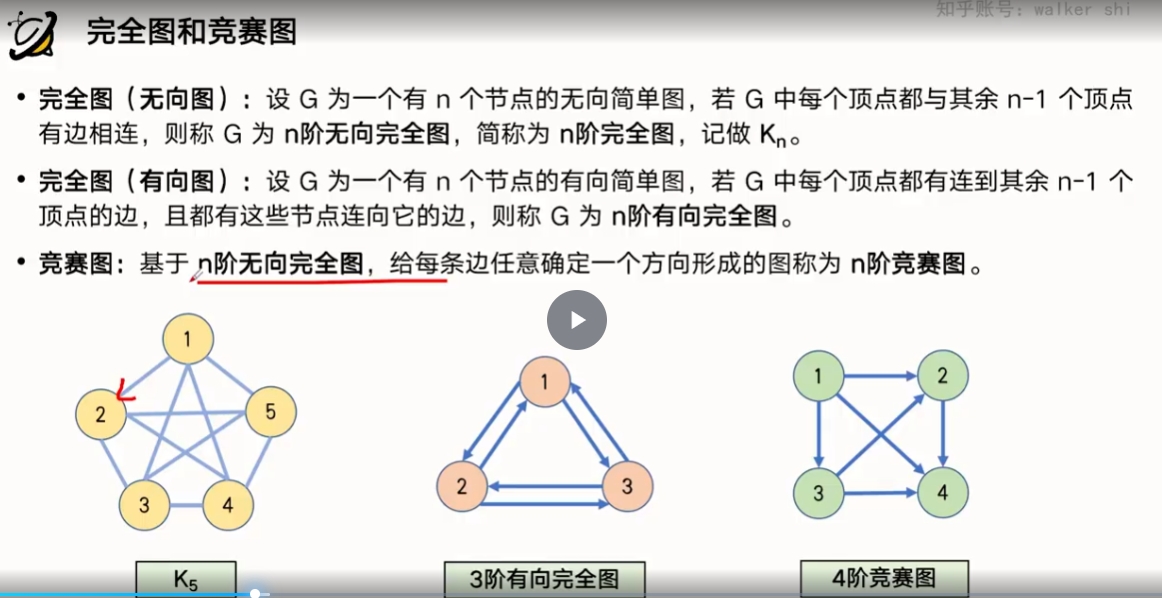 知乎账号：walker shi
完全图和竞赛图
• 完全图（无向图）：设 G 为一个有 n 个节点的无向简单图，若 G 中每个顶点都与其余 n-1 个顶点
有边相连，则称 G 为 n阶无向完全图，简称为 n阶完全图，记做 Kn。
• 完全图（有向图）：设 G 为一个有 n 个节点的有向简单图，若 G 中每个顶点都有连到其余 n-1 个
顶点的边，且都有这些节点连向它的边，则称 G 为 n阶有向完全图。
• 竞赛图：基于 n阶无向完全图，给每条边任意确定一个方向形成的图称为 n阶竞赛图。
1
2
5
3
4
K5
1
2
3
3阶有向完全图
1
2
3
4
4阶竞赛图